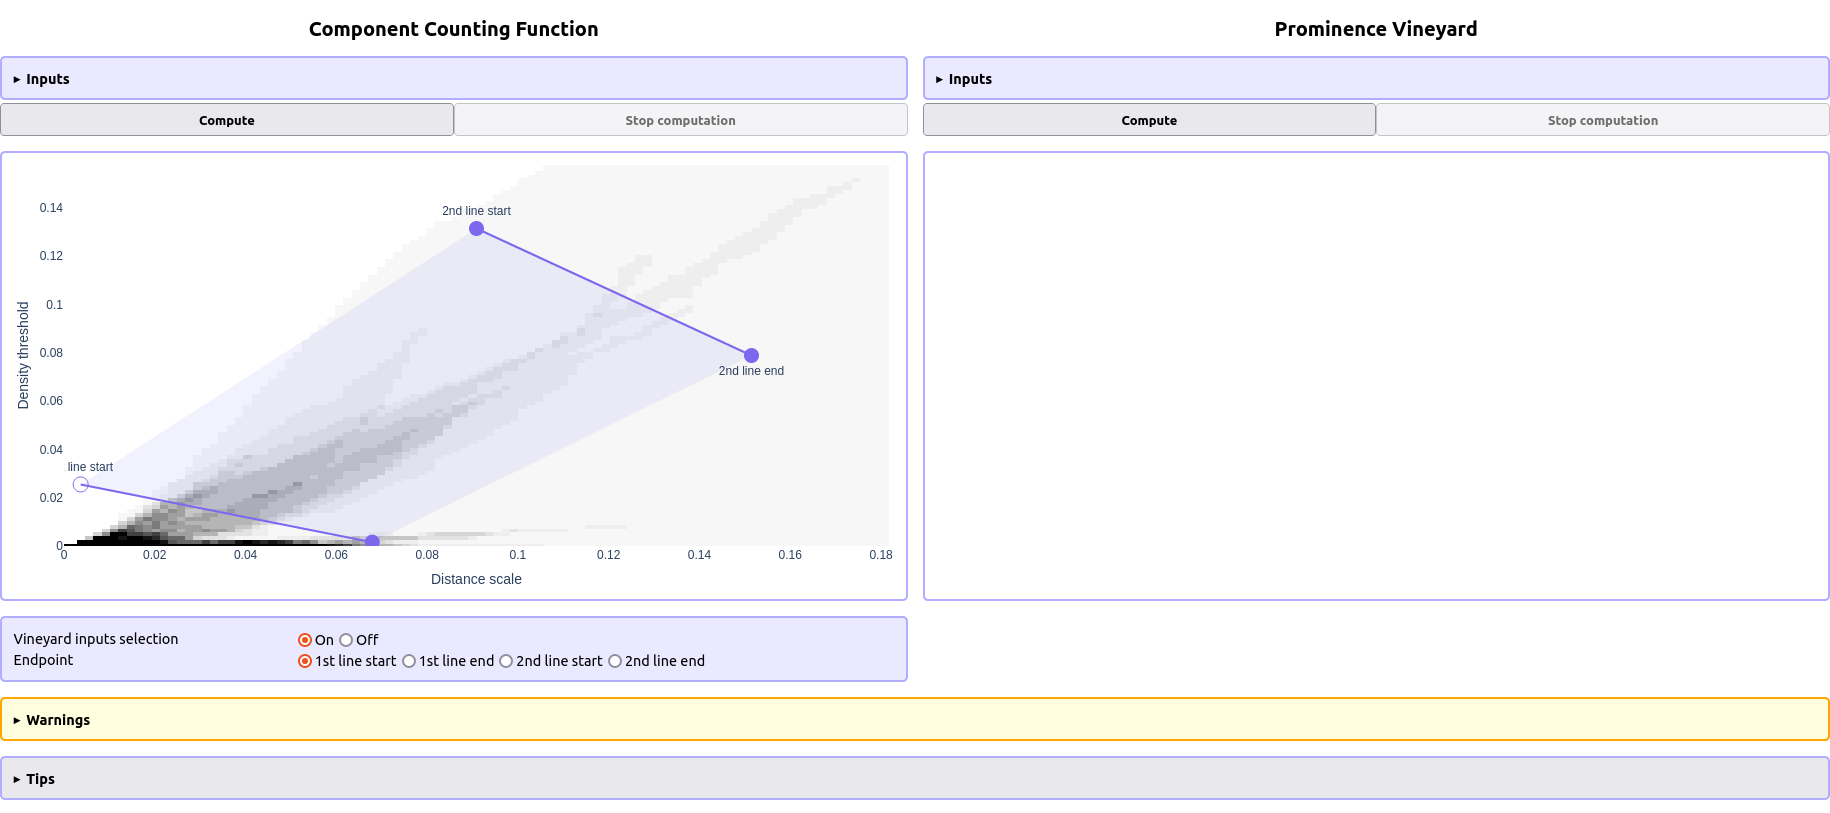 Component Counting Function
Prominence Vineyard
▸ Inputs
▸ Inputs
Compute
Stop computation
Compute
Stop computation
2nd line start
2nd line end
line start
Density threshold
0.14
0.12
0.1
0.08
0.06
0.04
0.02
0
0
0.02
0.04
0.06
0.08
0.1
0.12
0.14
0.16
0.18
Distance scale
Vineyard inputs selection
On
Off
Endpoint
1st line start
1st line end
2nd line start
2nd line end
▸ Warnings
▸ Tips